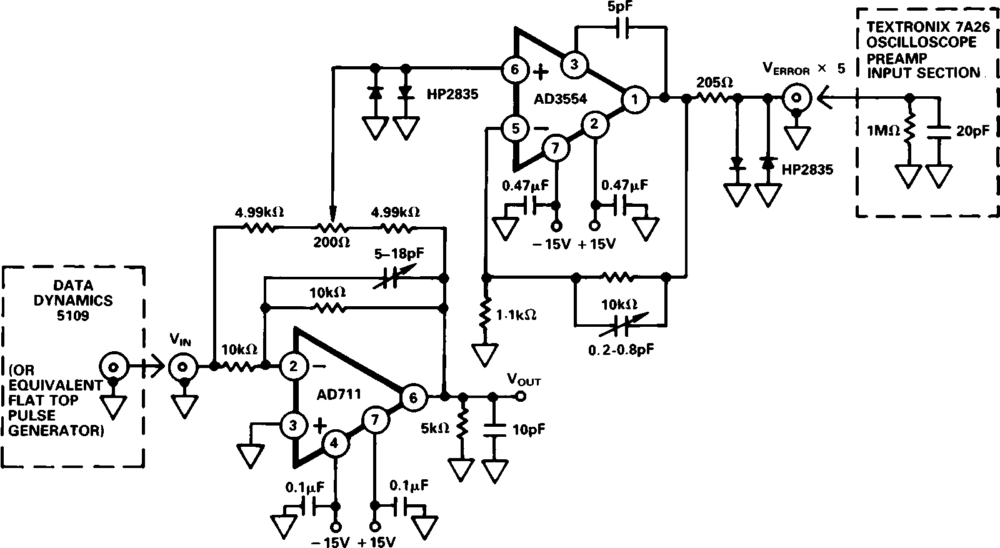 5pF
TEXTRONIX 7A26
OSCILLOSCOPE
PREAMP
INPUT SECTION
VERROR × 5
205Ω
3
6 +
HP2835
AD3554
1
2
5 −
7
1MΩ
20pF
HP2835
0.47μF
0.47μF
−15V +15V
4.99kΩ
4.99kΩ
200Ω
5–18pF
10kΩ
DATA
DYNAMICS
5109
(OR
EQUIVALENT
FLAT TOP
PULSE
GENERATOR)
VIN
10kΩ
2 −
AD711
6
3 +
7
4
1.1kΩ
10kΩ
0.2-0.8pF
VOUT
5kΩ
10pF
0.1μF
0.1μF
−15V +15V